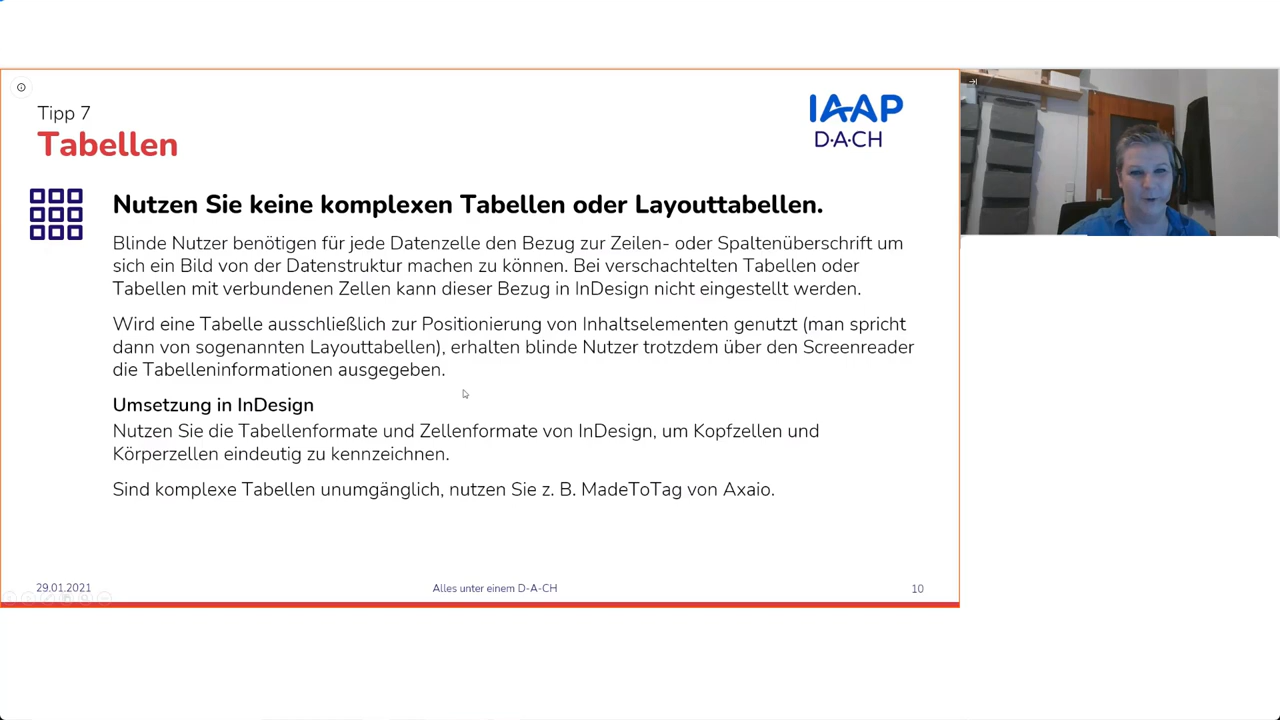 Tipp 7
Tabellen
IAAP
D·A·CH
Nutzen Sie keine komplexen Tabellen oder Layouttabellen.
Blinde Nutzer benötigen für jede Datenzelle den Bezug zur Zeilen- oder Spaltenüberschrift um
sich ein Bild von der Datenstruktur machen zu können. Bei verschachtelten Tabellen oder
Tabellen mit verbundenen Zellen kann dieser Bezug in InDesign nicht eingestellt werden.
Wird eine Tabelle ausschließlich zur Positionierung von Inhaltselementen genutzt (man spricht
dann von sogenannten Layouttabellen), erhalten blinde Nutzer trotzdem über den Screenreader
die Tabelleninformationen ausgegeben.
Umsetzung in InDesign
Nutzen Sie die Tabellenformate und Zellenformate von InDesign, um Kopfzellen und
Körperzellen eindeutig zu kennzeichnen.
Sind komplexe Tabellen unumgänglich, nutzen Sie z. B. MadeToTag von Axaio.
29.01.2021
Alles unter einem D-A-CH
10